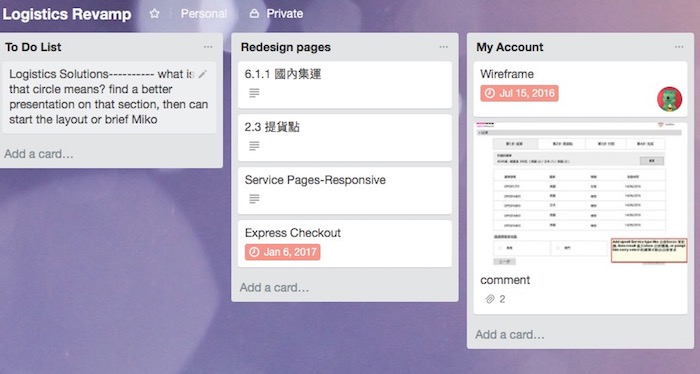 Logistics Revamp
Personal
Private
To Do List
Logistics Solutions---------- what is
that circle means? find a better
presentation on that section, then can
start the layout or brief Miko
Add a card…
Redesign pages
6.1.1 國內集運
2.3 提貨點
Service Pages-Responsive
Express Checkout
Jan 6, 2017
Add a card…
My Account
Wireframe
Jul 15, 2016
comment
2
Add a card…